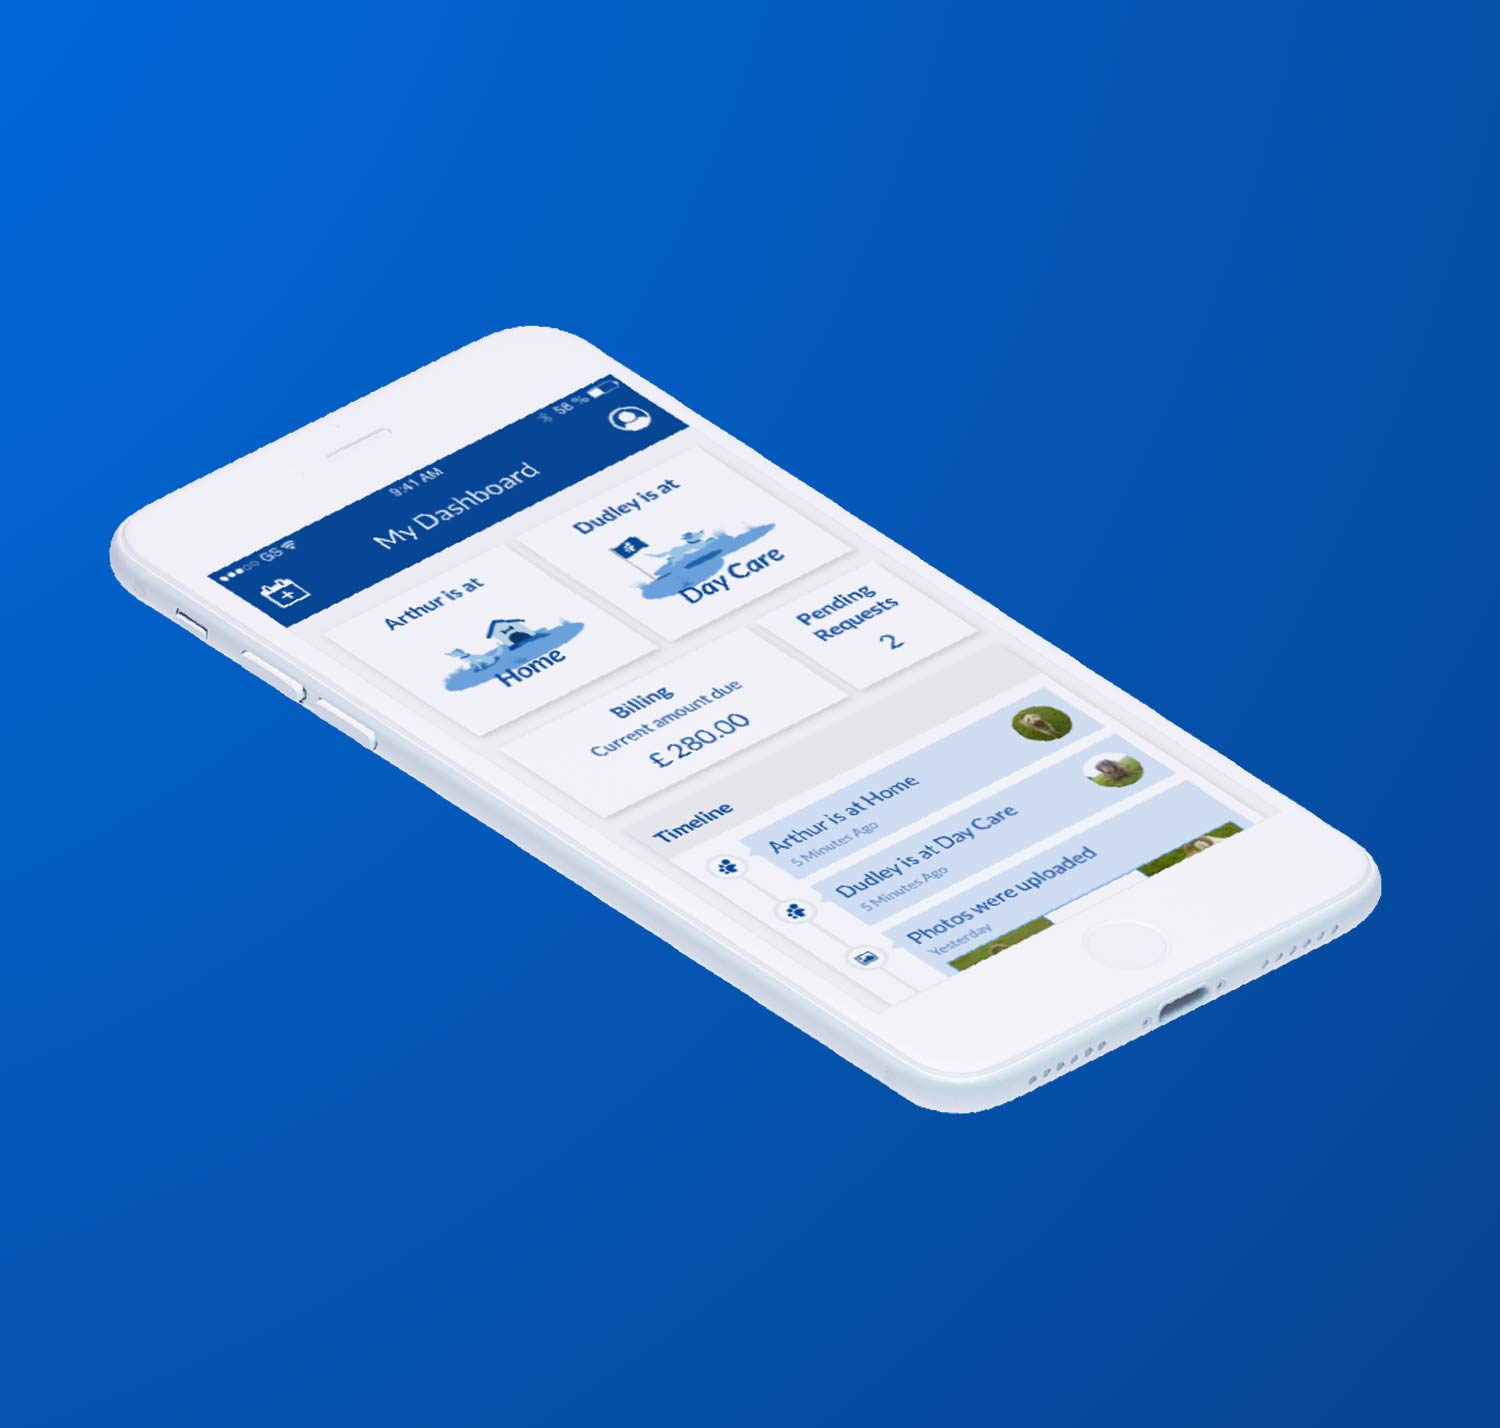 GS
9:41 AM
58 %
My Dashboard
Arthur is at
Home
Dudley is at
Day Care
Billing
Current amount due
£ 280.00
Pending
Requests
2
Timeline
Arthur is at Home
5 Minutes Ago
Dudley is at Day Care
5 Minutes Ago
Photos were uploaded
Yesterday